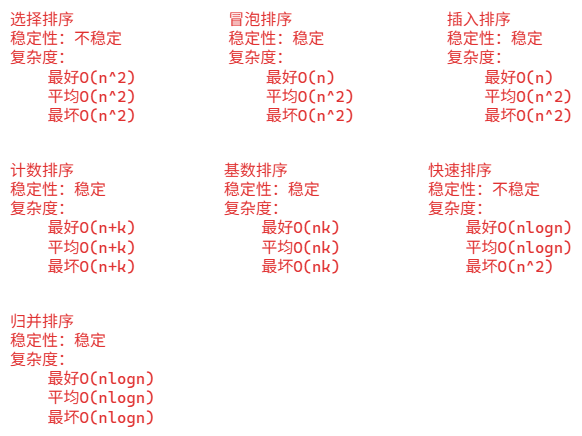 选择排序
稳定性: 不稳定
复杂度:
最好O(n^2)
平均O(n^2)
最坏O(n^2)
冒泡排序
稳定性: 稳定
复杂度:
最好O(n)
平均O(n^2)
最坏O(n^2)
插入排序
稳定性: 稳定
复杂度:
最好O(n)
平均O(n^2)
最坏O(n^2)
计数排序
稳定性: 稳定
复杂度:
最好O(n+k)
平均O(n+k)
最坏O(n+k)
基数排序
稳定性: 稳定
复杂度:
最好O(nk)
平均O(nk)
最坏O(nk)
快速排序
稳定性: 不稳定
复杂度:
最好O(nlogn)
平均O(nlogn)
最坏O(n^2)
归并排序
稳定性: 稳定
复杂度:
最好O(nlogn)
平均O(nlogn)
最坏O(nlogn)